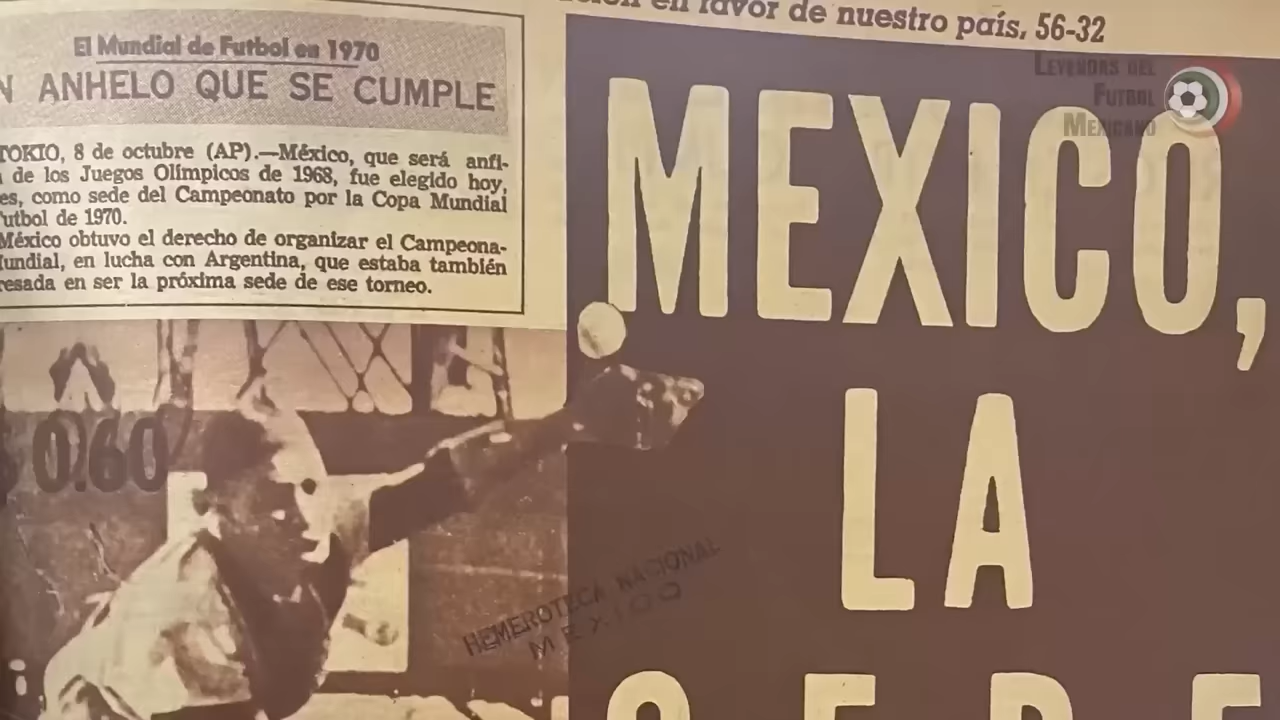 El Mundial de Futbol en 1970
N ANHELO QUE SE CUMPLE
TOKIO, 8 de octubre (AP).—México, que será anfi-
de los Juegos Olímpicos de 1968, fue elegido hoy,
es, como sede del Campeonato por la Copa Mundial
utbol de 1970.
México obtuvo el derecho de organizar el Campeona-
undial, en lucha con Argentina, que estaba también
resada en ser la próxima sede de ese torneo.
en favor de nuestro país, 56-32
LEYENDAS DEL
FUTBOL
MEXICANO
MEXICO,
LA
SEDE
$ 0.60
HEMEROTECA NACIONAL
MEXICO